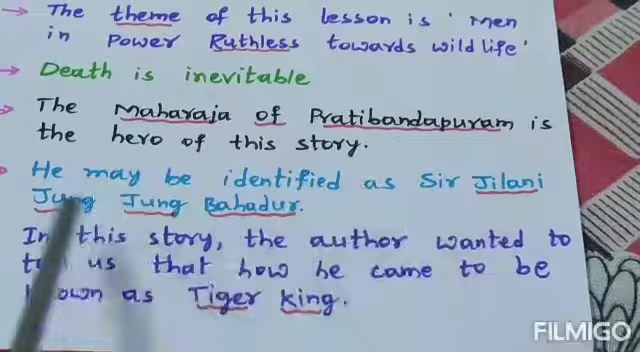 → The theme of this lesson is 'Men
in Power Ruthless towards wild life'
→ Death is inevitable
→ The Maharaja of Pratibandapuram is
the hero of this story.
He may be identified as Sir Jilani
Jung Jung Bahadur.
In this story, the author wanted to
us that how he came to be
as Tiger king.
FILMIGO